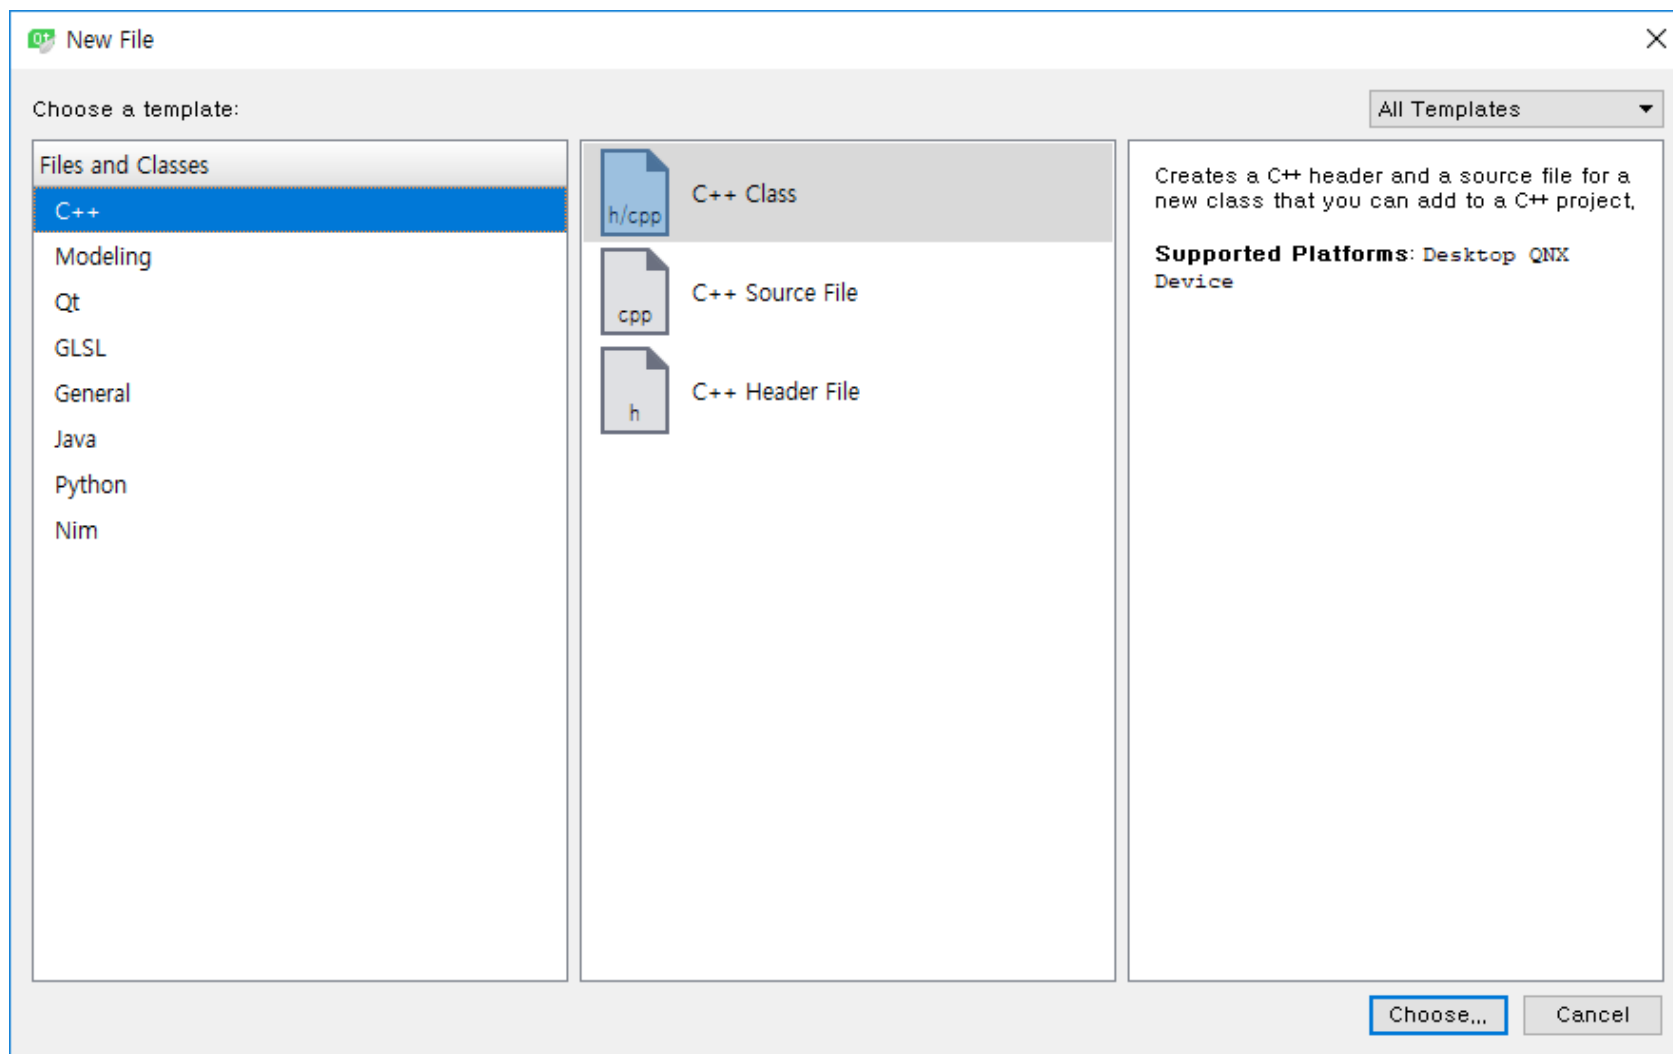 Qt New File
Choose a template:
All Templates
Files and Classes
C++
Modeling
Qt
GLSL
General
Java
Python
Nim
h/cpp C++ Class
cpp C++ Source File
h C++ Header File
Creates a C++ header and a source file for a
new class that you can add to a C++ project.
Supported Platforms: Desktop QNX
Device
Choose...
Cancel